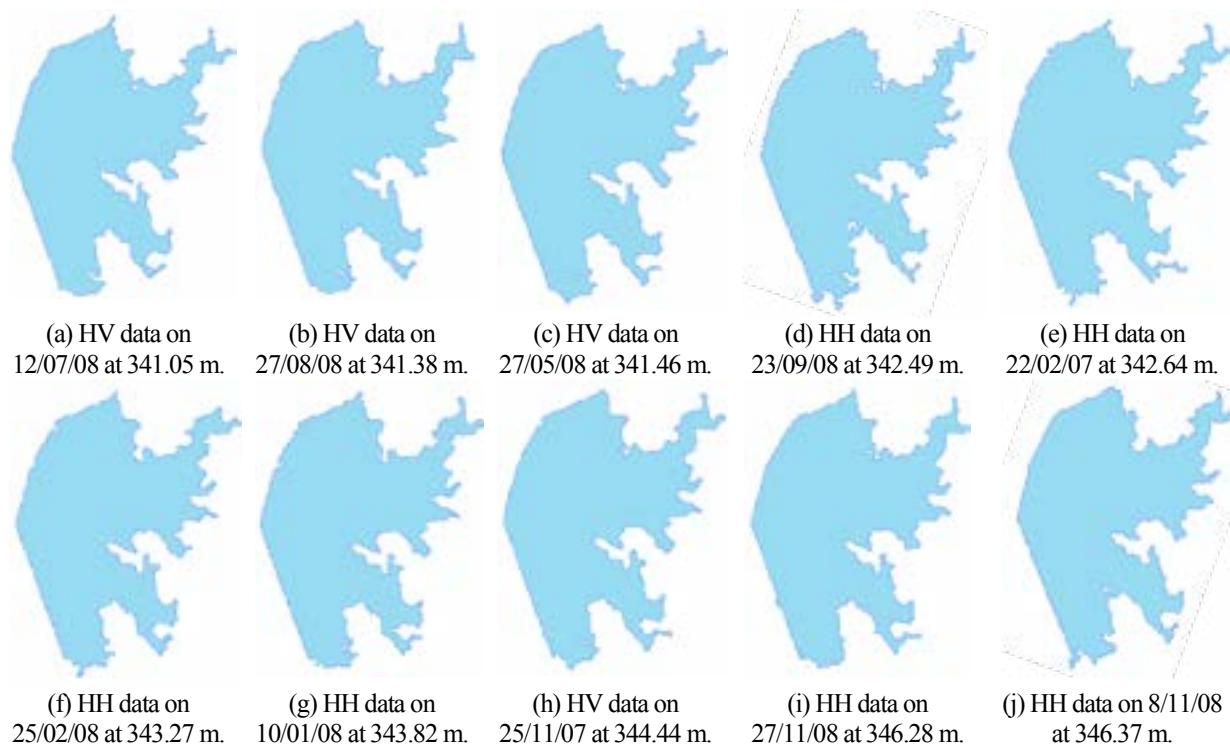 (a) HV data on
12/07/08 at 341.05 m.
(b) HV data on
27/08/08 at 341.38 m.
(c) HV data on
27/05/08 at 341.46 m.
(d) HH data on
23/09/08 at 342.49 m.
(e) HH data on
22/02/07 at 342.64 m.
(f) HH data on
25/02/08 at 343.27 m.
(g) HH data on
10/01/08 at 343.82 m.
(h) HV data on
25/11/07 at 344.44 m.
(i) HH data on
27/11/08 at 346.28 m.
(j) HH data on 8/11/08
at 346.37 m.